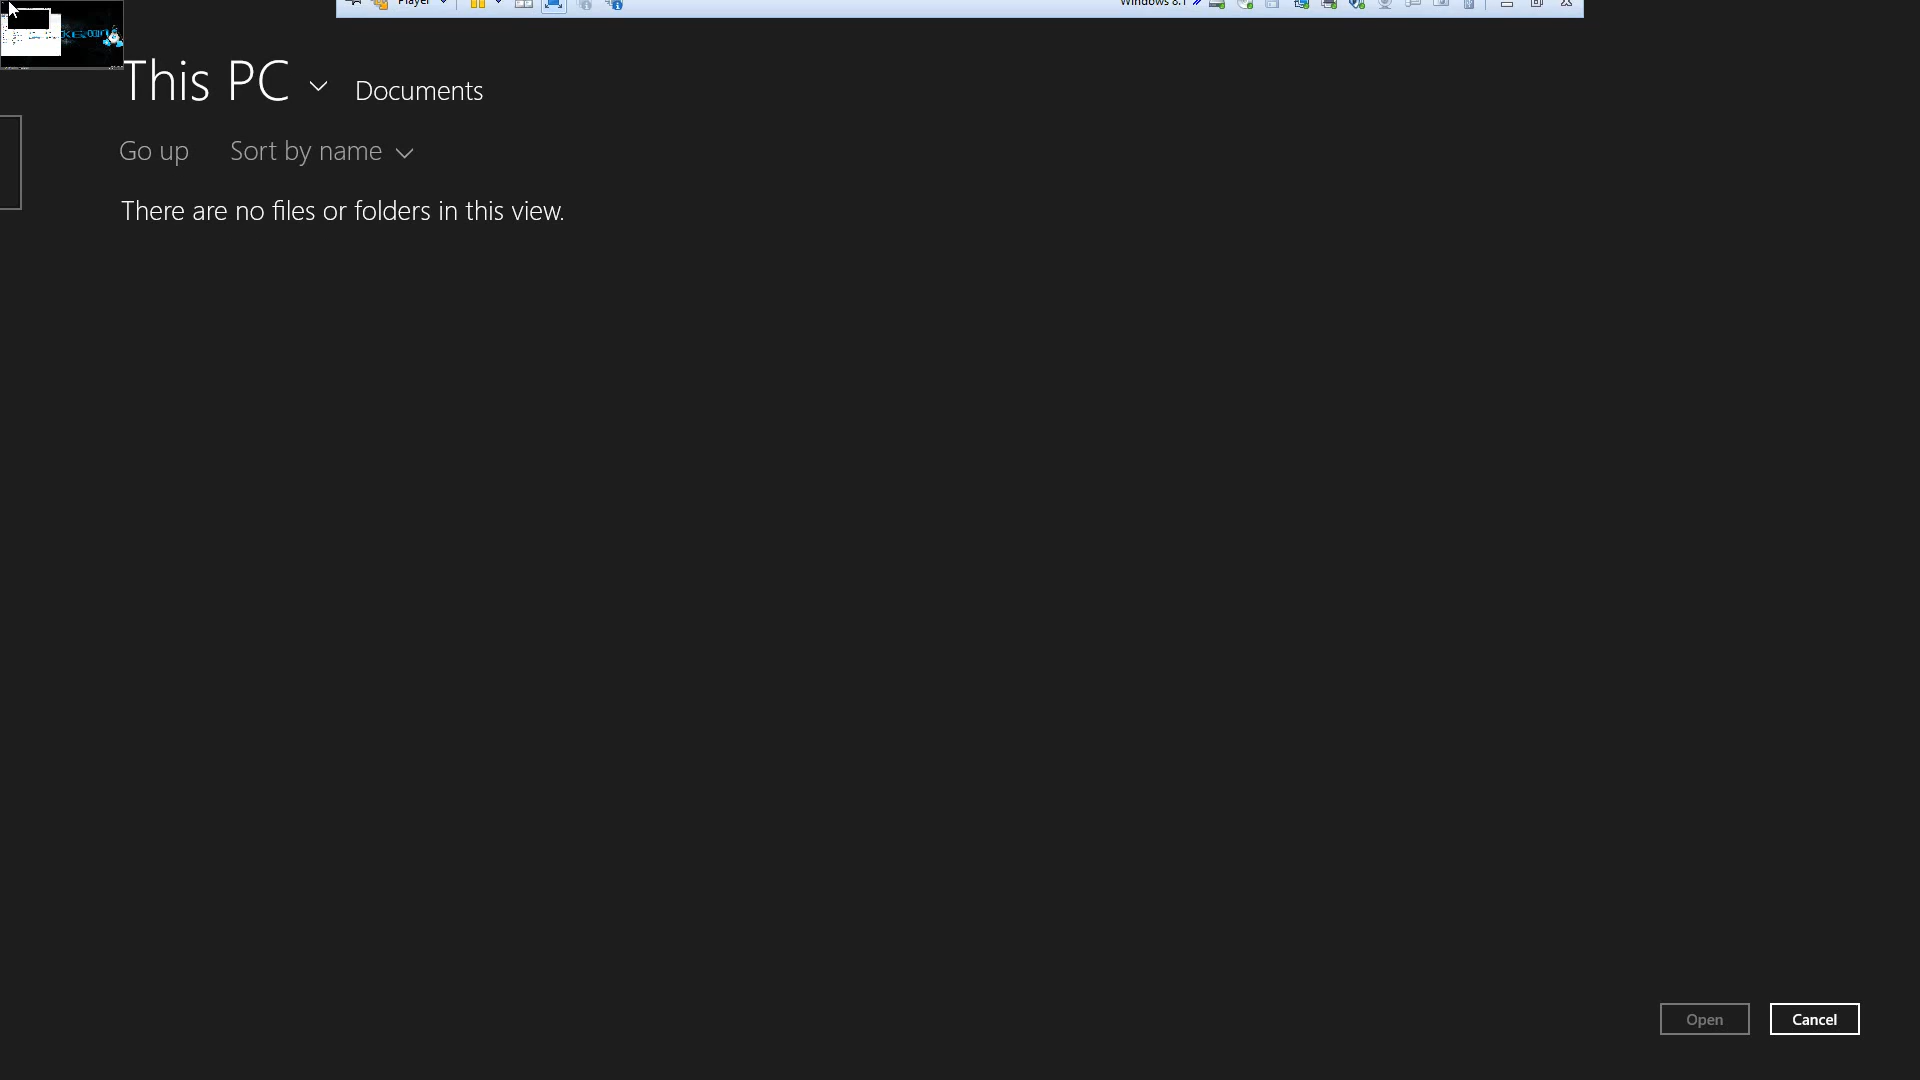 Player
Windows 8.1
This PC
Documents
Go up
Sort by name
There are no files or folders in this view.
Open
Cancel